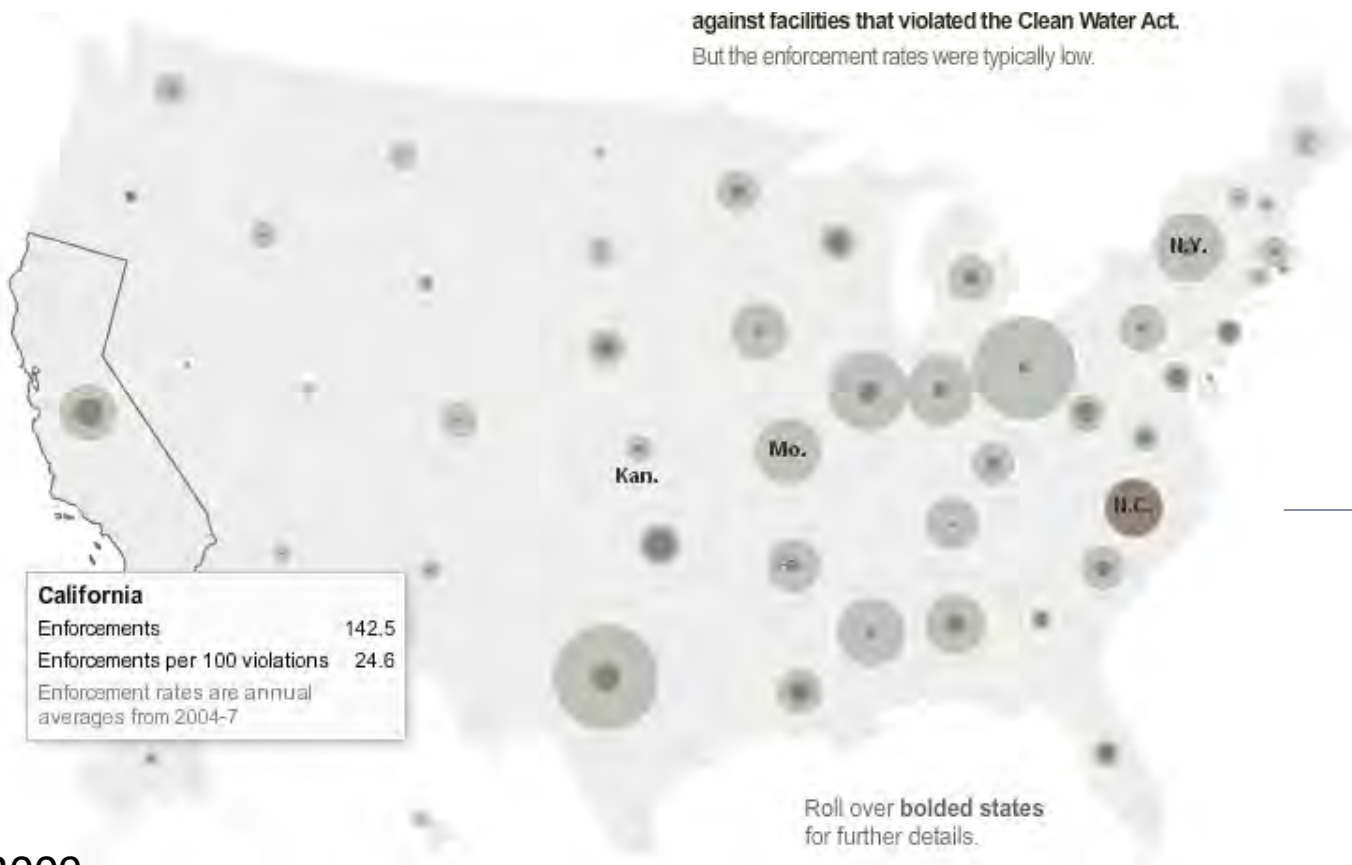 against facilities that violated the Clean Water Act.
But the enforcement rates were typically low.
N.Y.
Mo.
Kan.
N.C.
California
Enforcements 142.5
Enforcements per 100 violations 24.6
Enforcement rates are annual
averages from 2004-7
Roll over bolded states
for further details.